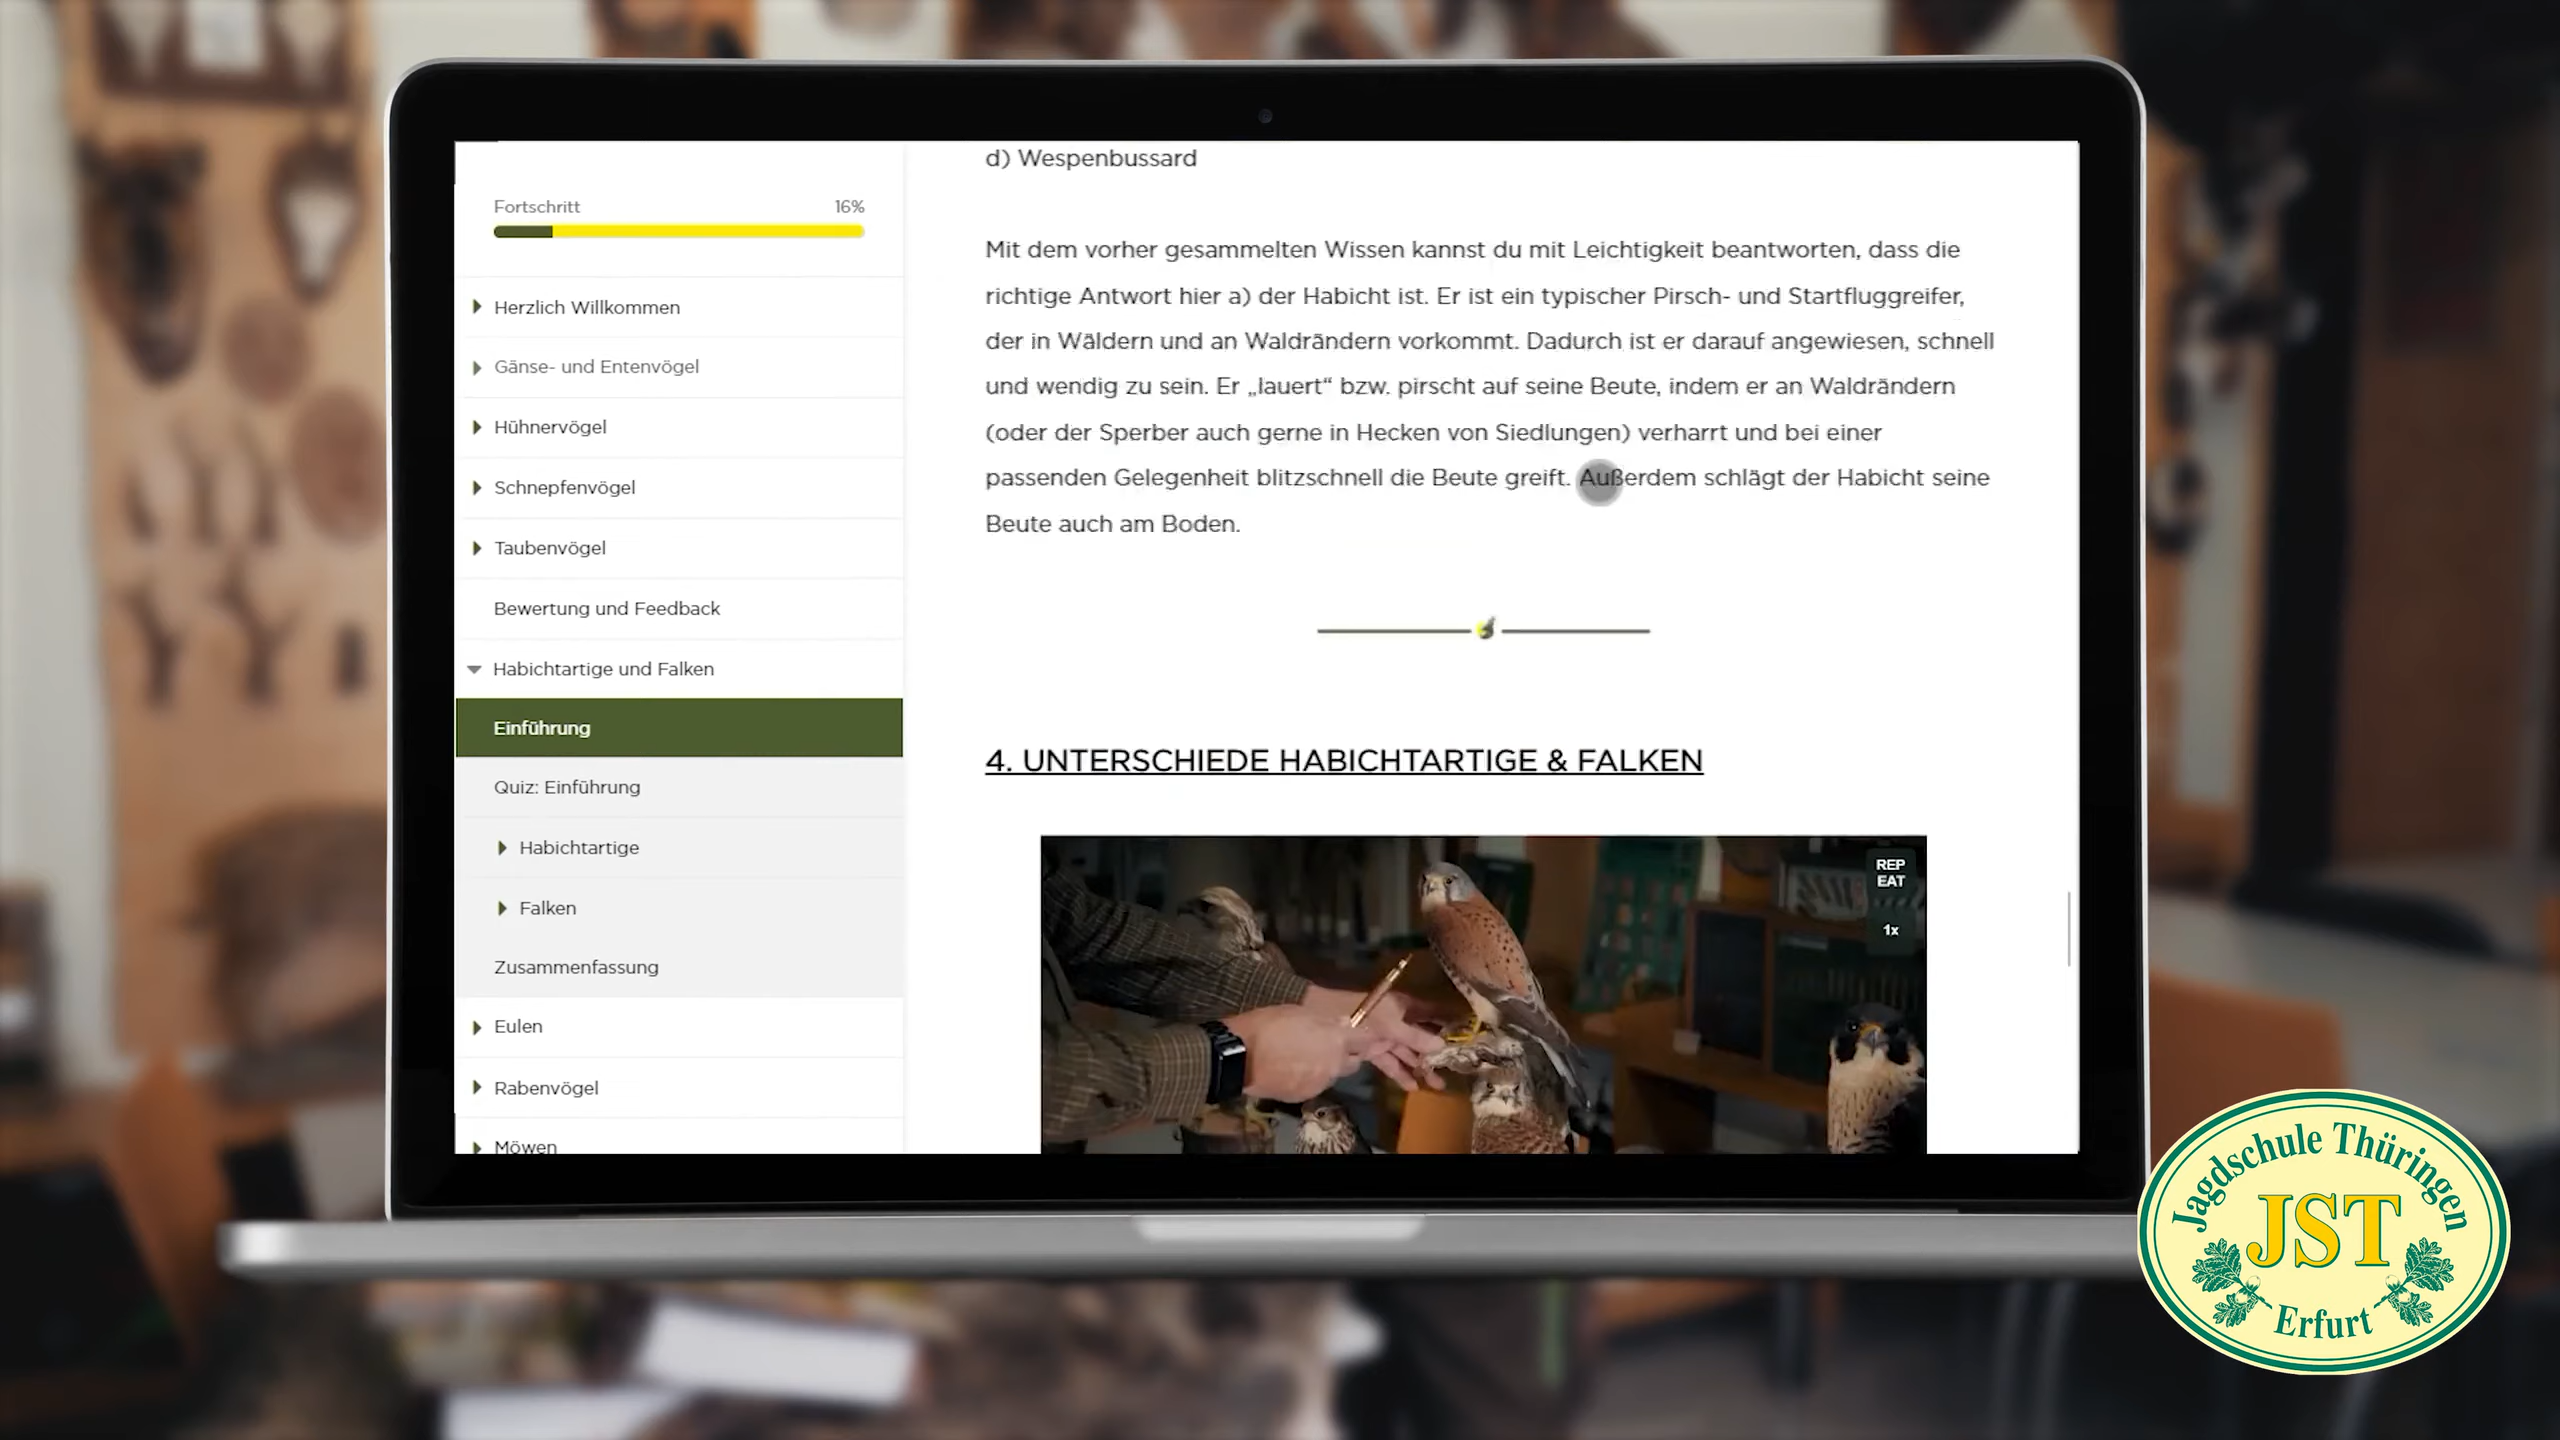 Fortschritt 16%
Herzlich Willkommen
Gänse- und Entenvögel
Hühnervögel
Schnepfenvögel
Taubenvögel
Bewertung und Feedback
Habichtartige und Falken
Einführung
Quiz: Einführung
Habichtartige
Falken
Zusammenfassung
Eulen
Rabenvögel
Möwen
d) Wespenbussard
Mit dem vorher gesammelten Wissen kannst du mit Leichtigkeit beantworten, dass die
richtige Antwort hier a) der Habicht ist. Er ist ein typischer Pirsch- und Startfluggreifer,
der in Wäldern und an Waldrändern vorkommt. Dadurch ist er darauf angewiesen, schnell
und wendig zu sein. Er „lauert“ bzw. pirscht auf seine Beute, indem er an Waldrändern
(oder der Sperber auch gerne in Hecken von Siedlungen) verharrt und bei einer
passenden Gelegenheit blitzschnell die Beute greift. Außerdem schlägt der Habicht seine
Beute auch am Boden.
4. UNTERSCHIEDE HABICHTARTIGE & FALKEN
REP
EAT
1x
Jagdschule Thüringen
JST
Erfurt